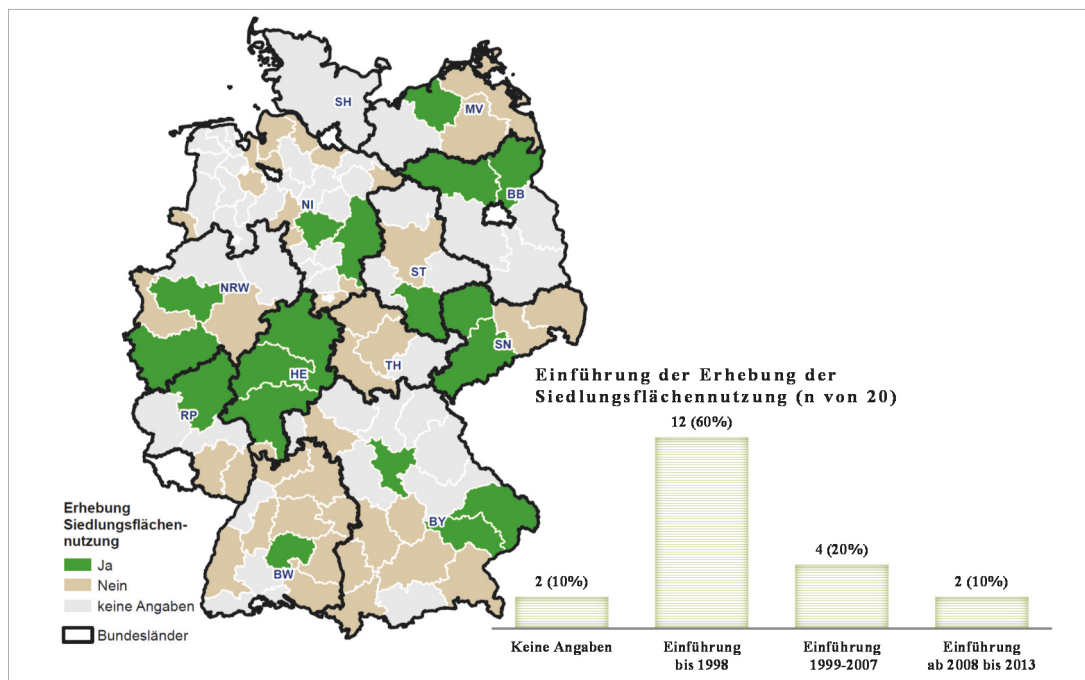 SH
MV
BB
NI
ST
NRW
SN
HE
TH
RP
BY
BW
Erhebung
Siedlungsflächen-
nutzung
Ja
Nein
keine Angaben
Bundesländer
Einführung der Erhebung der
Siedlungsflächennutzung (n von 20)
12 (60%)
4 (20%)
2 (10%)
2 (10%)
Keine Angaben
Einführung
bis 1998
Einführung
1999-2007
Einführung
ab 2008 bis 2013